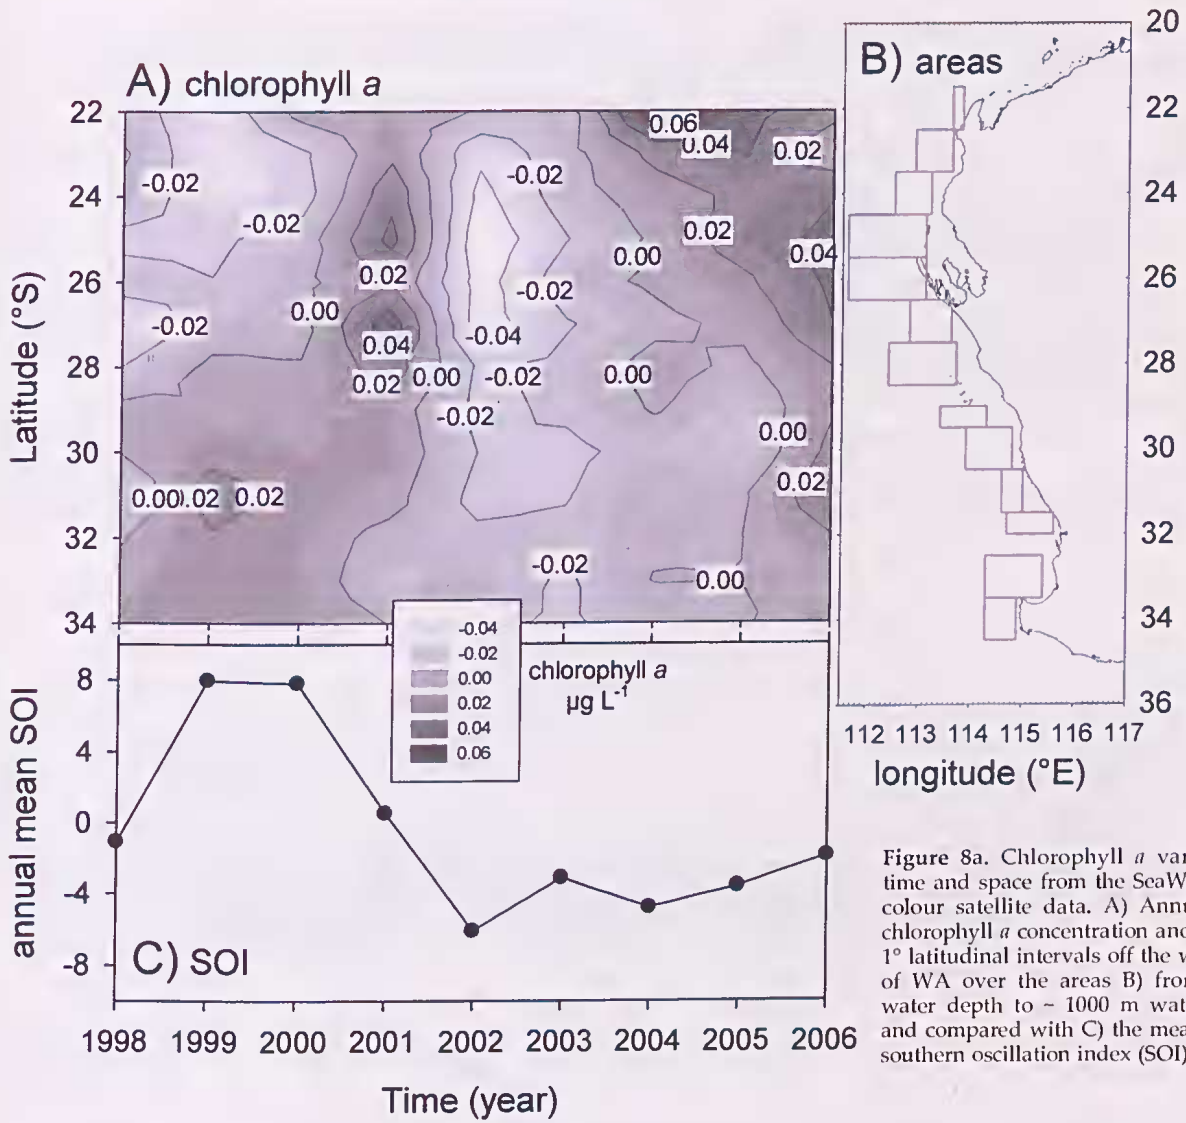 A) chlorophyll a
22
24
26
28
30
32
34
Latitude (°S)
-0.02
-0.02
-0.02
0.00
0.02
0.04
0.02
0.00
-0.02
-0.02
-0.02
-0.04
-0.02
0.06
0.04
0.02
0.02
0.00
0.04
0.00
0.00
0.02
0.00
0.02
0.02
-0.02
0.00
-0.04
-0.02
0.00
0.02
0.04
0.06
chlorophyll a
µg L-1
8
4
0
-4
-8
annual mean SOI
C) SOI
1998 1999 2000 2001 2002 2003 2004 2005 2006
Time (year)
B) areas
20
22
24
26
28
30
32
34
36
112 113 114 115 116 117
longitude (°E)
Figure 8a. Chlorophyll a
time and space from the
colour satellite data. A)
chlorophyll a concentration
1° latitudinal intervals off the
of WA over the areas B)
water depth to ~ 1000 m
and compared with C) the
southern oscillation index (SOI)